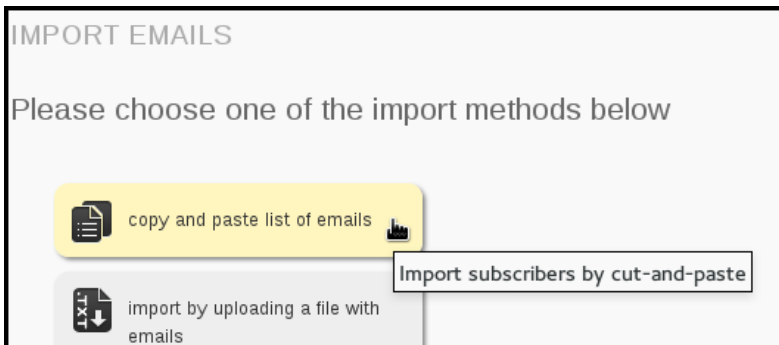 IMPORT EMAILS
Please choose one of the import methods below
copy and paste list of emails
Import subscribers by cut-and-paste
.TXT
import by uploading a file with
emails